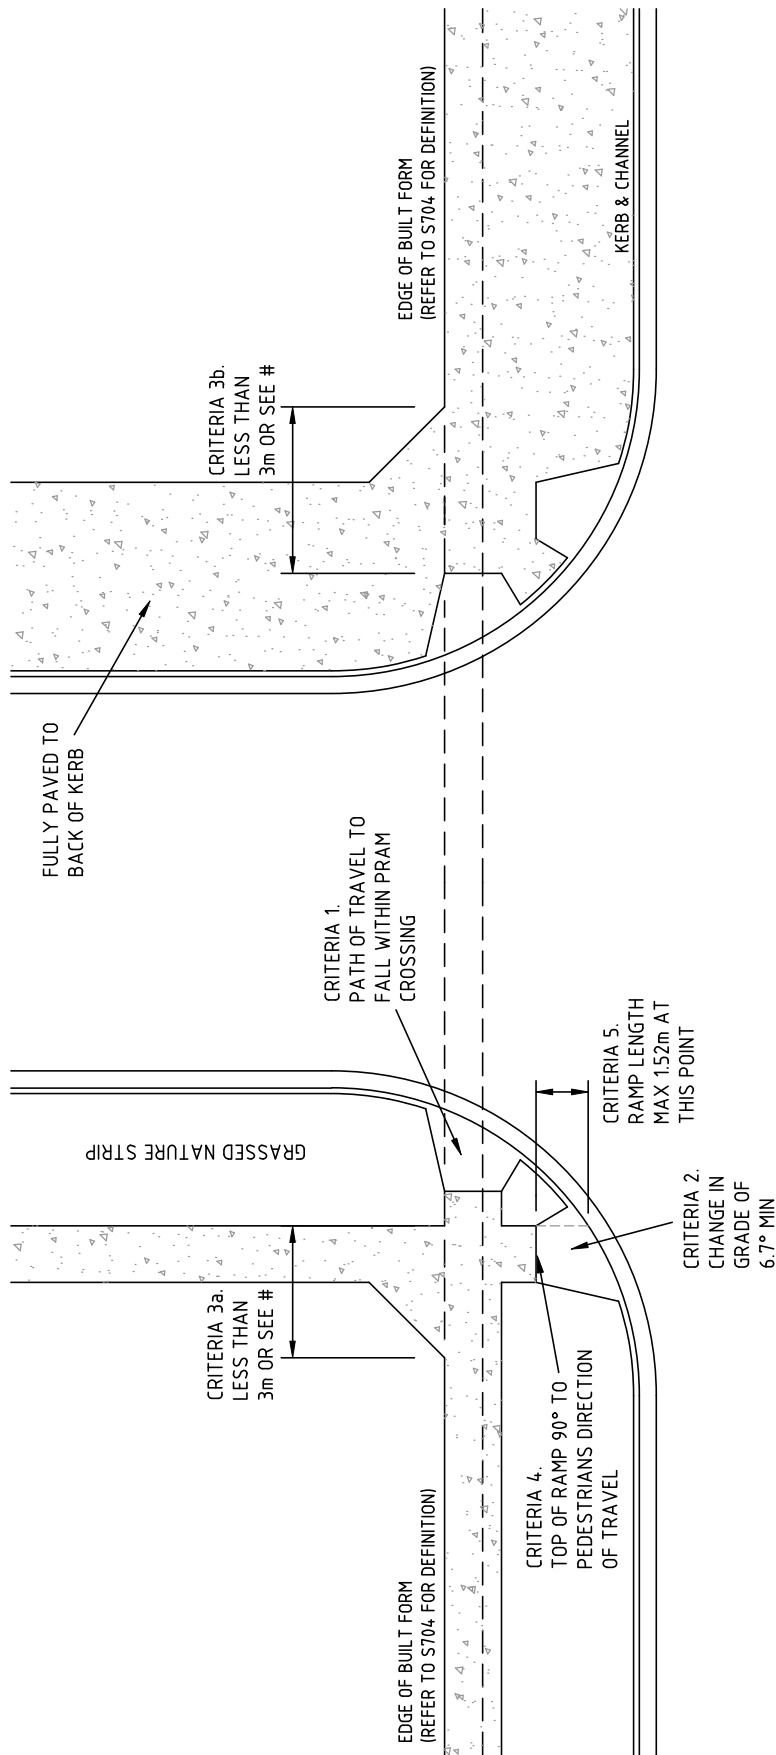 EDGE OF BUILT FORM
(REFER TO S704 FOR DEFINITION)
KERB & CHANNEL
CRITERIA 3b.
LESS THAN
3m OR SEE #
FULLY PAVED TO
BACK OF KERB
CRITERIA 1.
PATH OF TRAVEL TO
FALL WITHIN PRAM
CROSSING
CRITERIA 5.
RAMP LENGTH
MAX 1.52m AT
THIS POINT
GRASSED NATURE STRIP
CRITERIA 2.
CHANGE IN
GRADE OF
6.7° MIN
CRITERIA 3a.
LESS THAN
3m OR SEE #
CRITERIA 4.
TOP OF RAMP 90° TO
PEDESTRIANS DIRECTION
OF TRAVEL
EDGE OF BUILT FORM
(REFER TO S704 FOR DEFINITION)